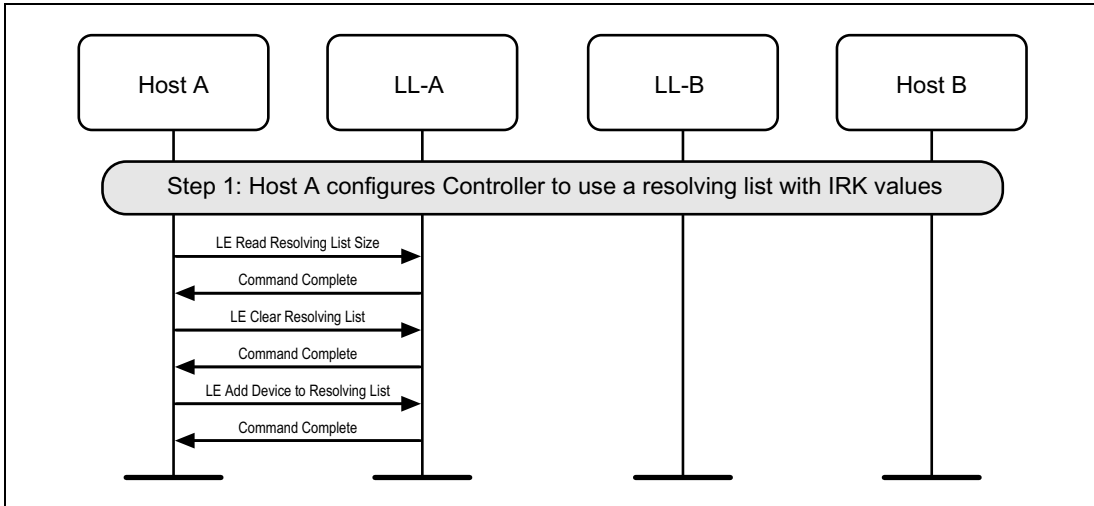 Host A
LL-A
LL-B
Host B
Step 1: Host A configures Controller to use a resolving list with IRK values
LE Read Resolving List Size
Command Complete
LE Clear Resolving List
Command Complete
LE Add Device to Resolving List
Command Complete